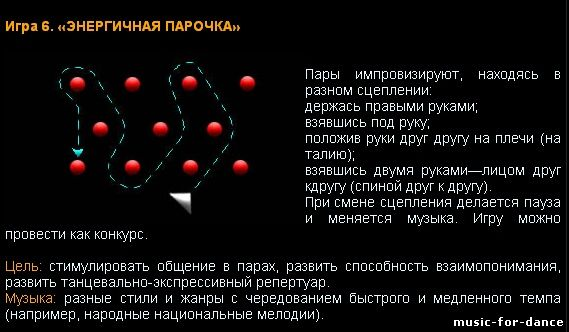 Игра 6. «ЭНЕРГИЧНАЯ ПАРОЧКА»
Пары импровизируют, находясь в
разном сцеплении:
держась правыми руками;
взявшись под руку;
положив руки друг другу на плечи (на
талию);
взявшись двумя руками—лицом друг
кдругу (спиной друг к другу).
При смене сцепления делается пауза
и меняется музыка. Игру можно
провести как конкурс.
Цель: стимулировать общение в парах, развить способность взаимопонимания,
развить танцевально-экспрессивный репертуар.
Музыка: разные стили и жанры с чередованием быстрого и медленного темпа
(например, народные национальные мелодии).
music-for-dance